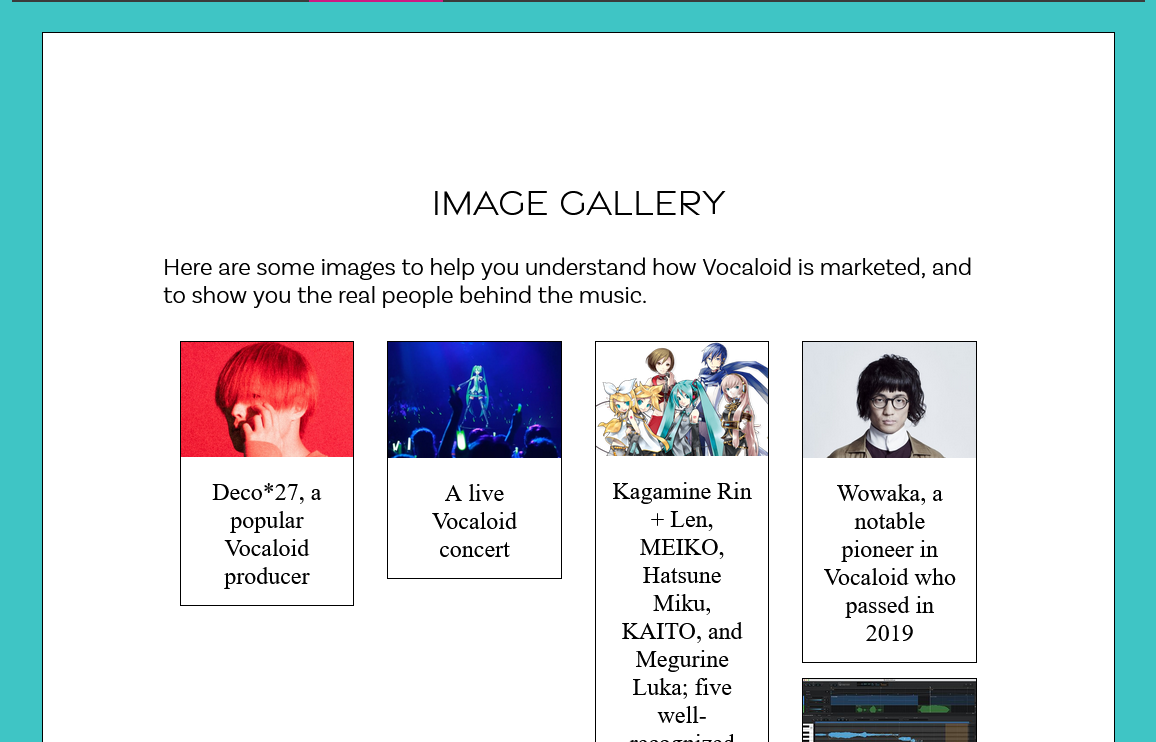 IMAGE GALLERY
Here are some images to help you understand how Vocaloid is marketed, and
to show you the real people behind the music.
Deco*27, a
popular
Vocaloid
producer
A live
Vocaloid
concert
Kagamine Rin
+ Len,
MEIKO,
Hatsune
Miku,
KAITO, and
Megurine
Luka; five
well-
recognized
Wowaka, a
notable
pioneer in
Vocaloid who
passed in
2019